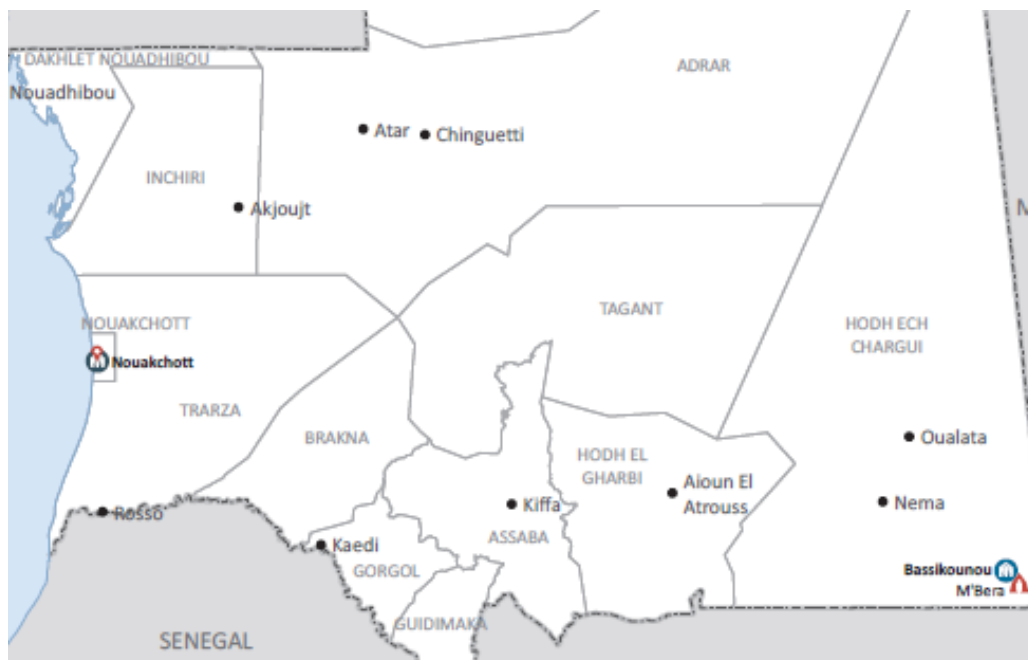 DAKHLET NOUADHIBOU
ADRAR
Nouadhibou
Atar
Chinguetti
INCHIRI
Akjoujt
M
TAGANT
NOUAKCHOTT
HODH ECH
CHARGUI
Nouakchott
TRARZA
BRAKNA
Oualata
HODH EL
GHARBI
Aioun El
Atrouss
Nema
Kiffa
Rosso
ASSABA
Kaedi
GORGOL
Bassikounou
M'Bera
GUIDIMAKA
SENEGAL